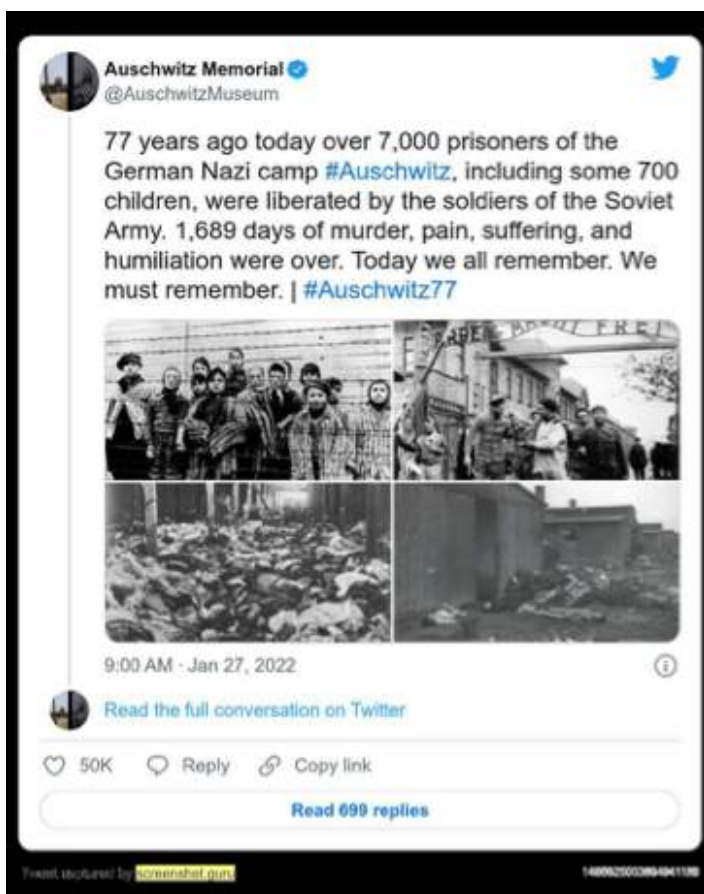 Auschwitz Memorial
@AuschwitzMuseum
77 years ago today over 7,000 prisoners of the
German Nazi camp #Auschwitz, including some 700
children, were liberated by the soldiers of the Soviet
Army. 1,689 days of murder, pain, suffering, and
humiliation were over. Today we all remember. We
must remember. | #Auschwitz77
FREI
9:00 AM · Jan 27, 2022
Read the full conversation on Twitter
50K Reply Copy link
Read 699 replies
Tweet captured by screenshot.guru